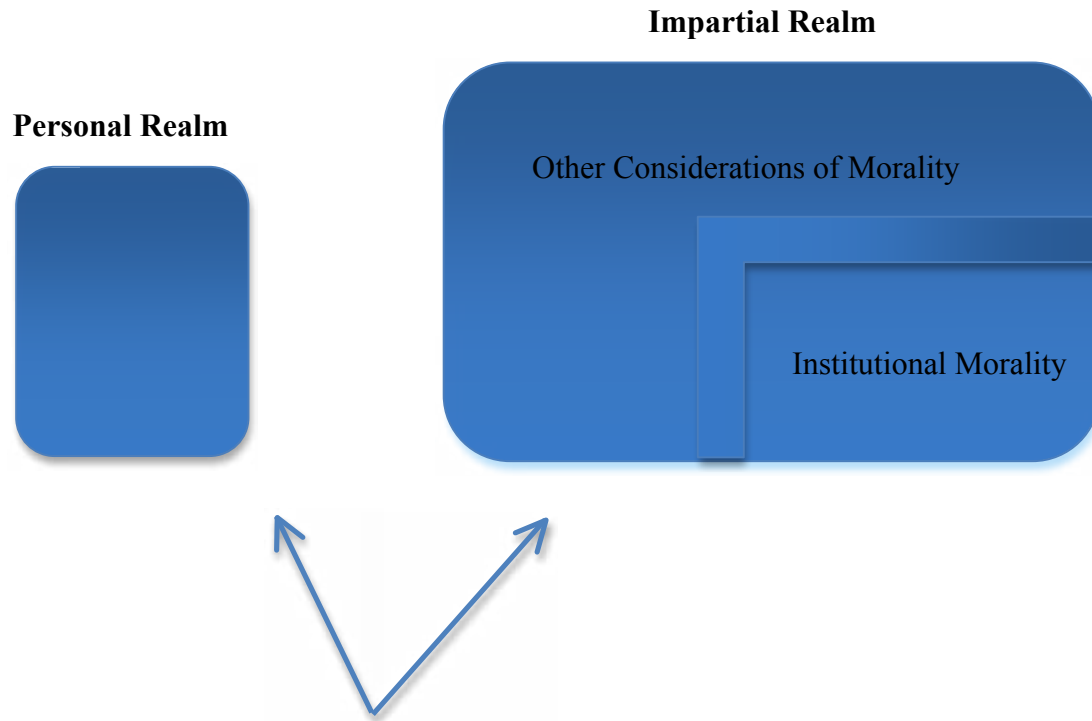 Impartial Realm
Personal Realm
Other Considerations of Morality
Institutional Morality